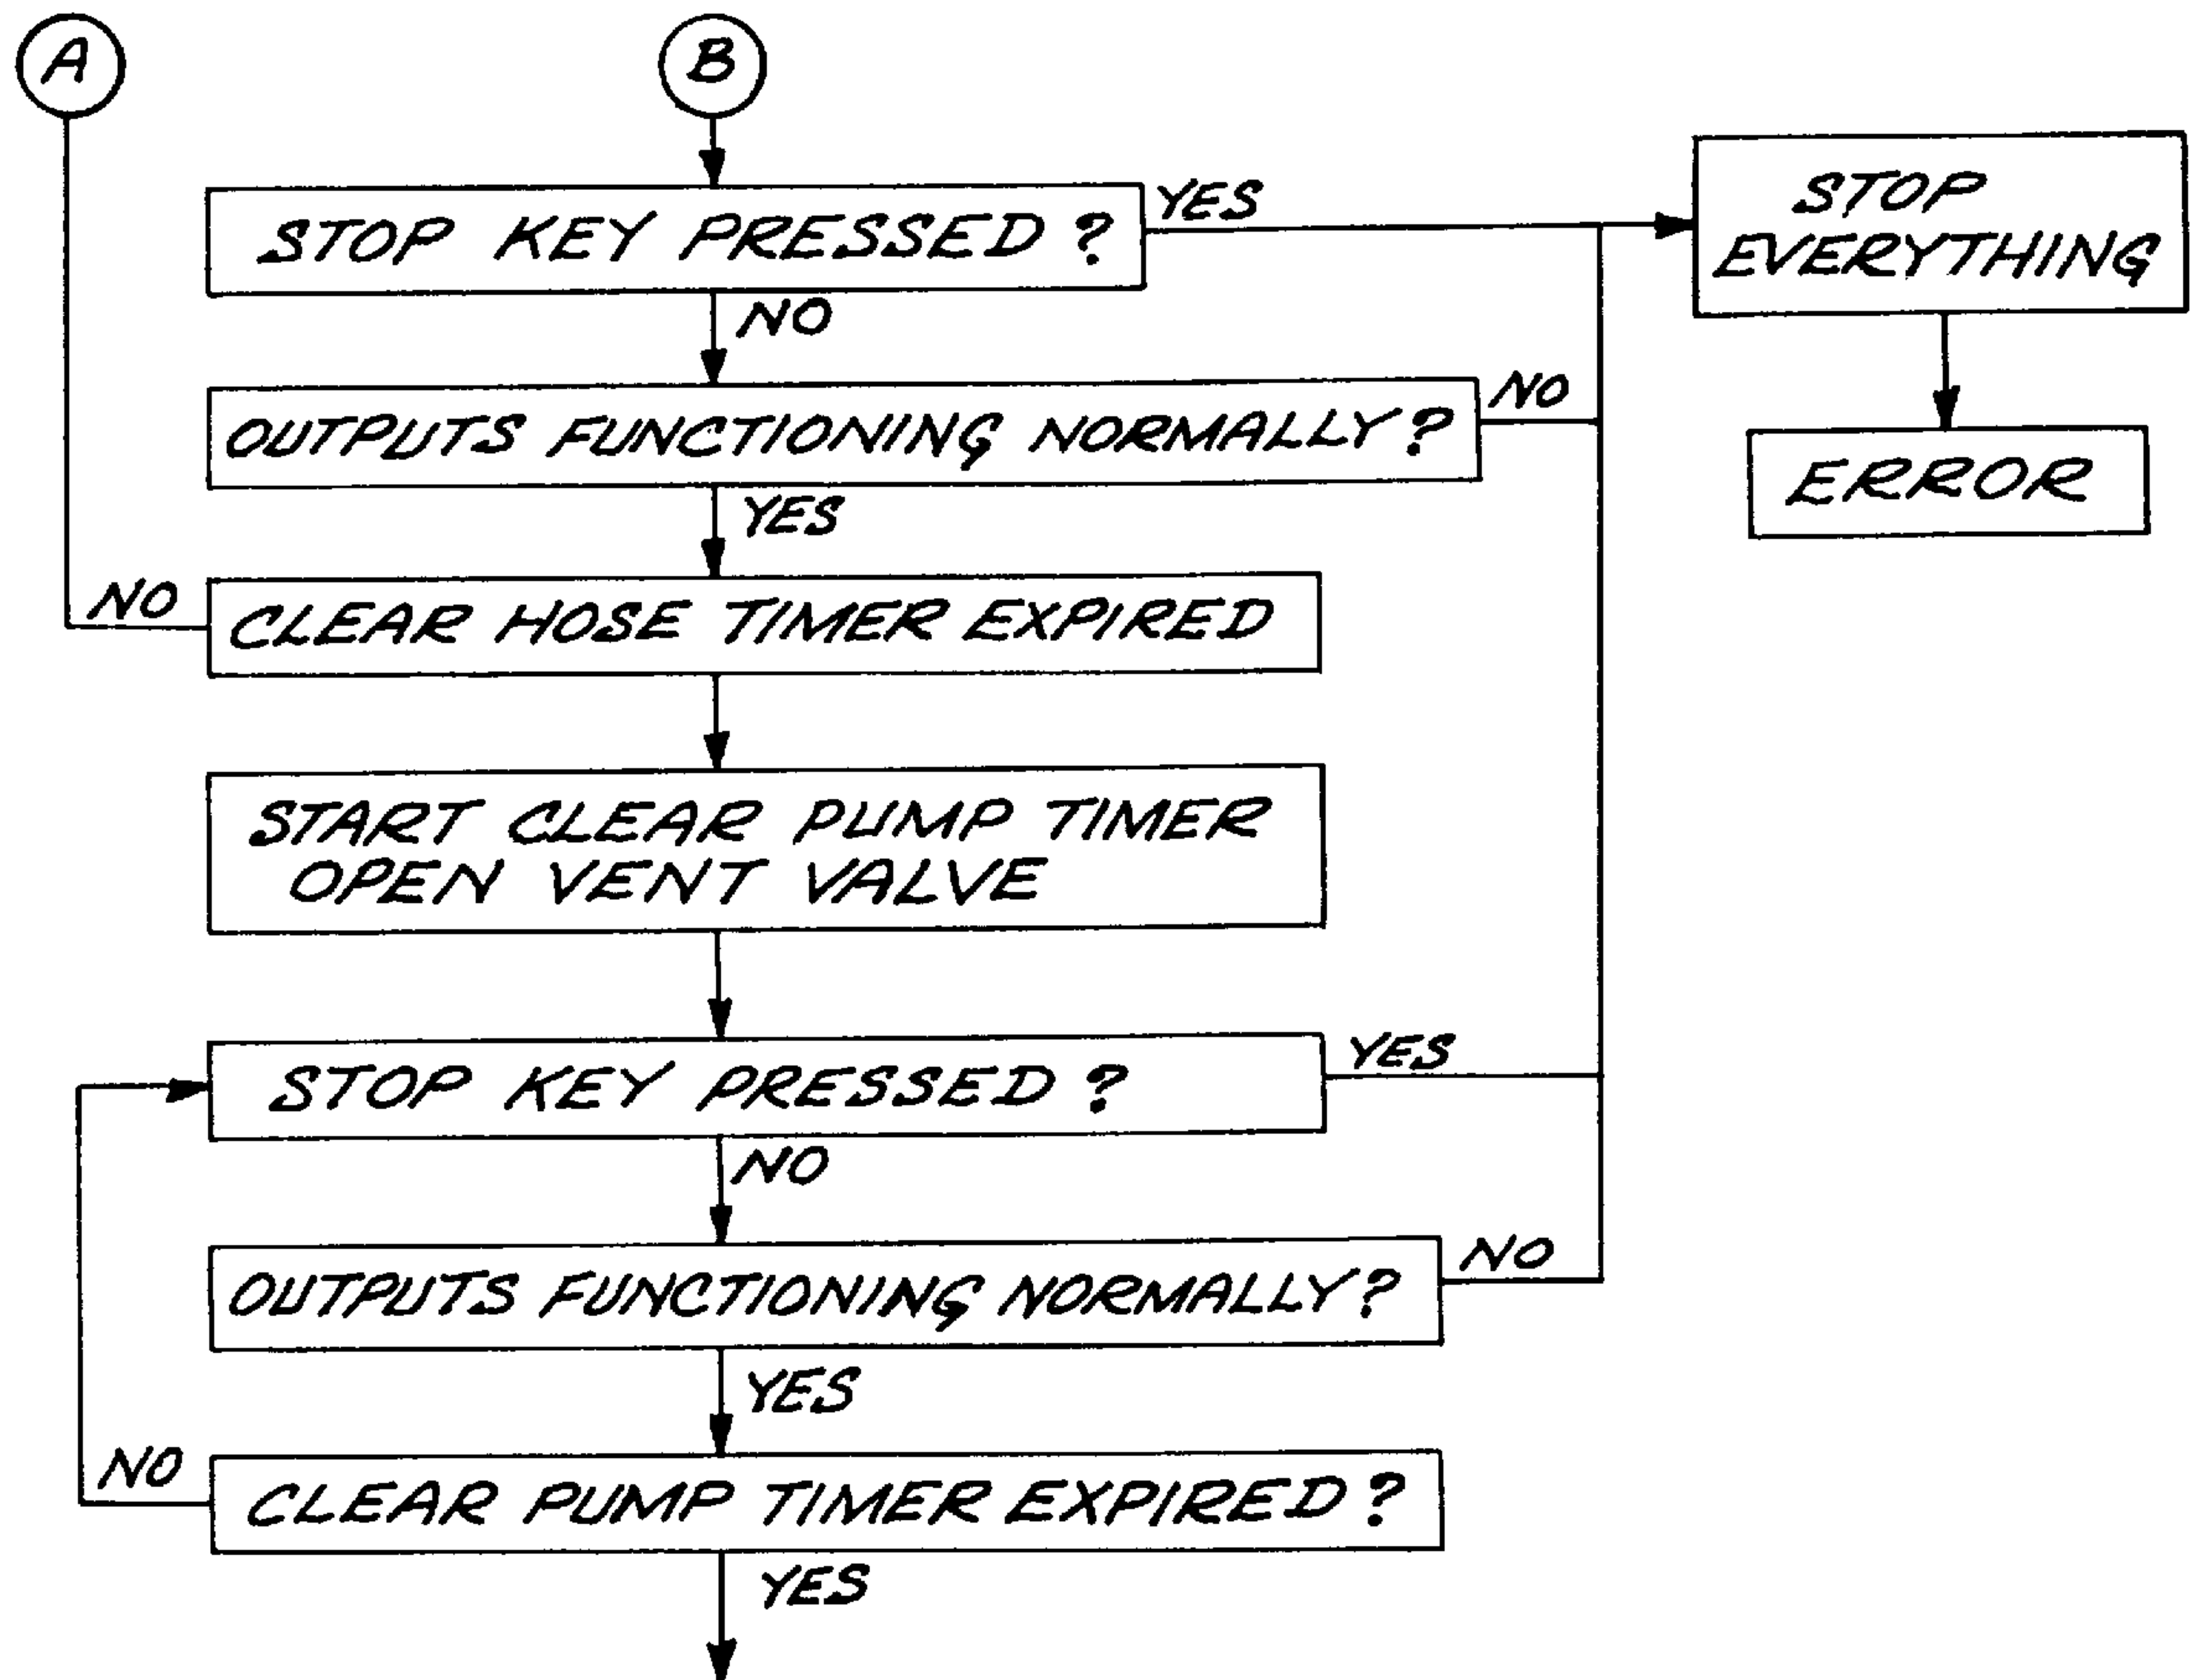 A
B
STOP KEY PRESSED?
YES
STOP
EVERYTHING
NO
OUTPUTS FUNCTIONING NORMALLY?
NO
ERROR
YES
NO
CLEAR HOSE TIMER EXPIRED
START CLEAR PUMP TIMER
OPEN VENT VALVE
STOP KEY PRESSED?
YES
NO
OUTPUTS FUNCTIONING NORMALLY?
NO
YES
NO
CLEAR PUMP TIMER EXPIRED?
YES